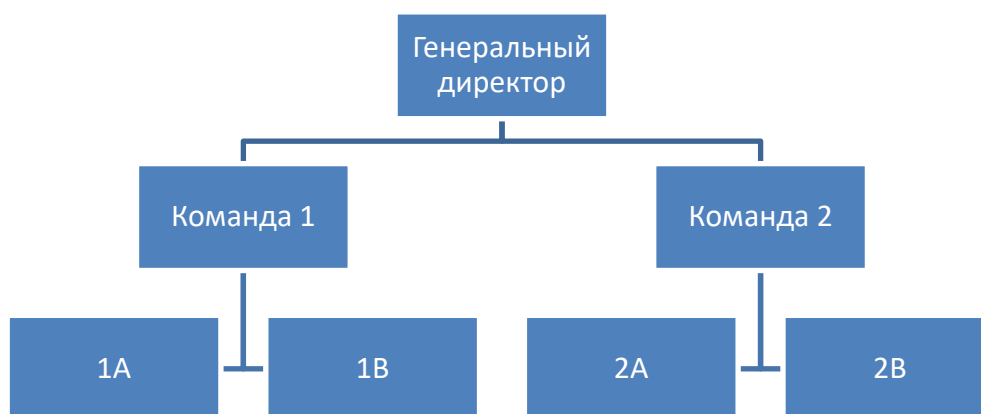 Генеральный
директор
Команда 1
Команда 2
1A
1B
2A
2B